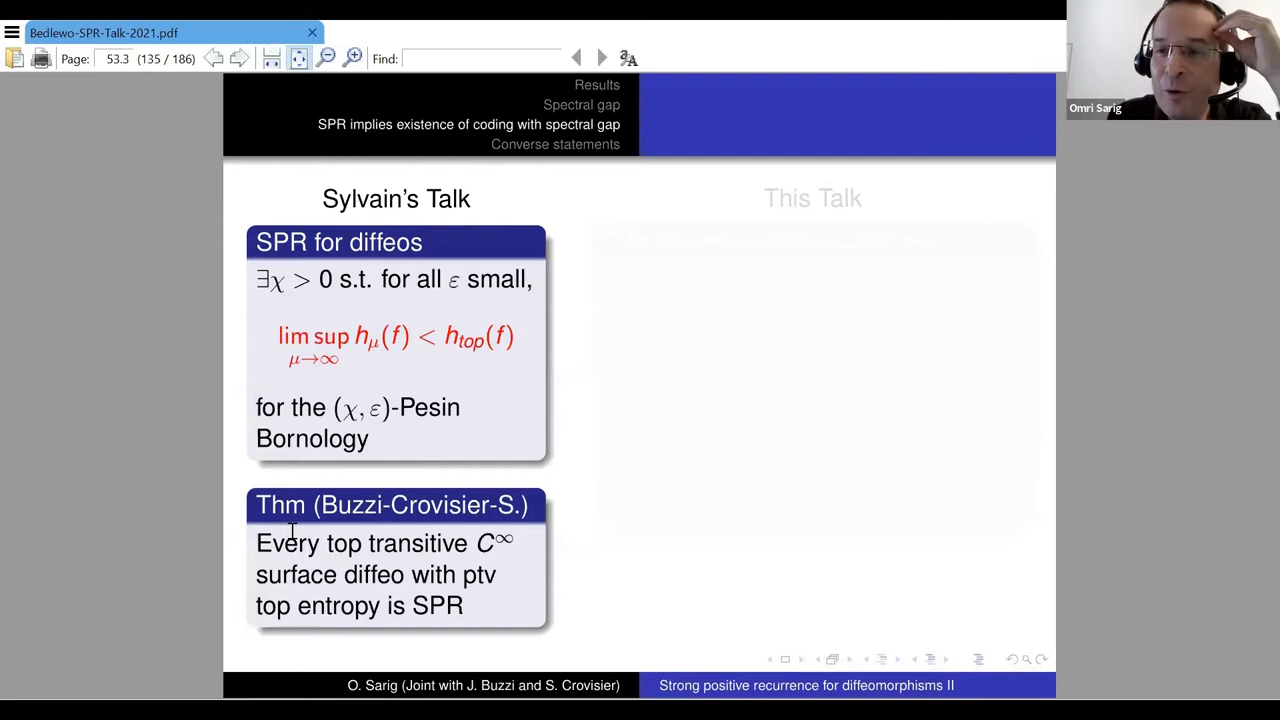 Bedlewo-SPR-Talk-2021.pdf
Page: 53.3 (135 / 186) Find:
Omri Sarig
Results
Spectral gap
SPR implies existence of coding with spectral gap
Converse statements
Sylvain's Talk
SPR for diffeos
∃χ > 0 s.t. for all ε small,
lim sup h_μ(f) < h_top(f)
μ→∞
for the (χ, ε)-Pesin
Bornology
Thm (Buzzi-Crovisier-S.)
Every top transitive C^∞
surface diffeo with ptv
top entropy is SPR
This Talk
O. Sarig (Joint with J. Buzzi and S. Crovisier)
Strong positive recurrence for diffeomorphisms II